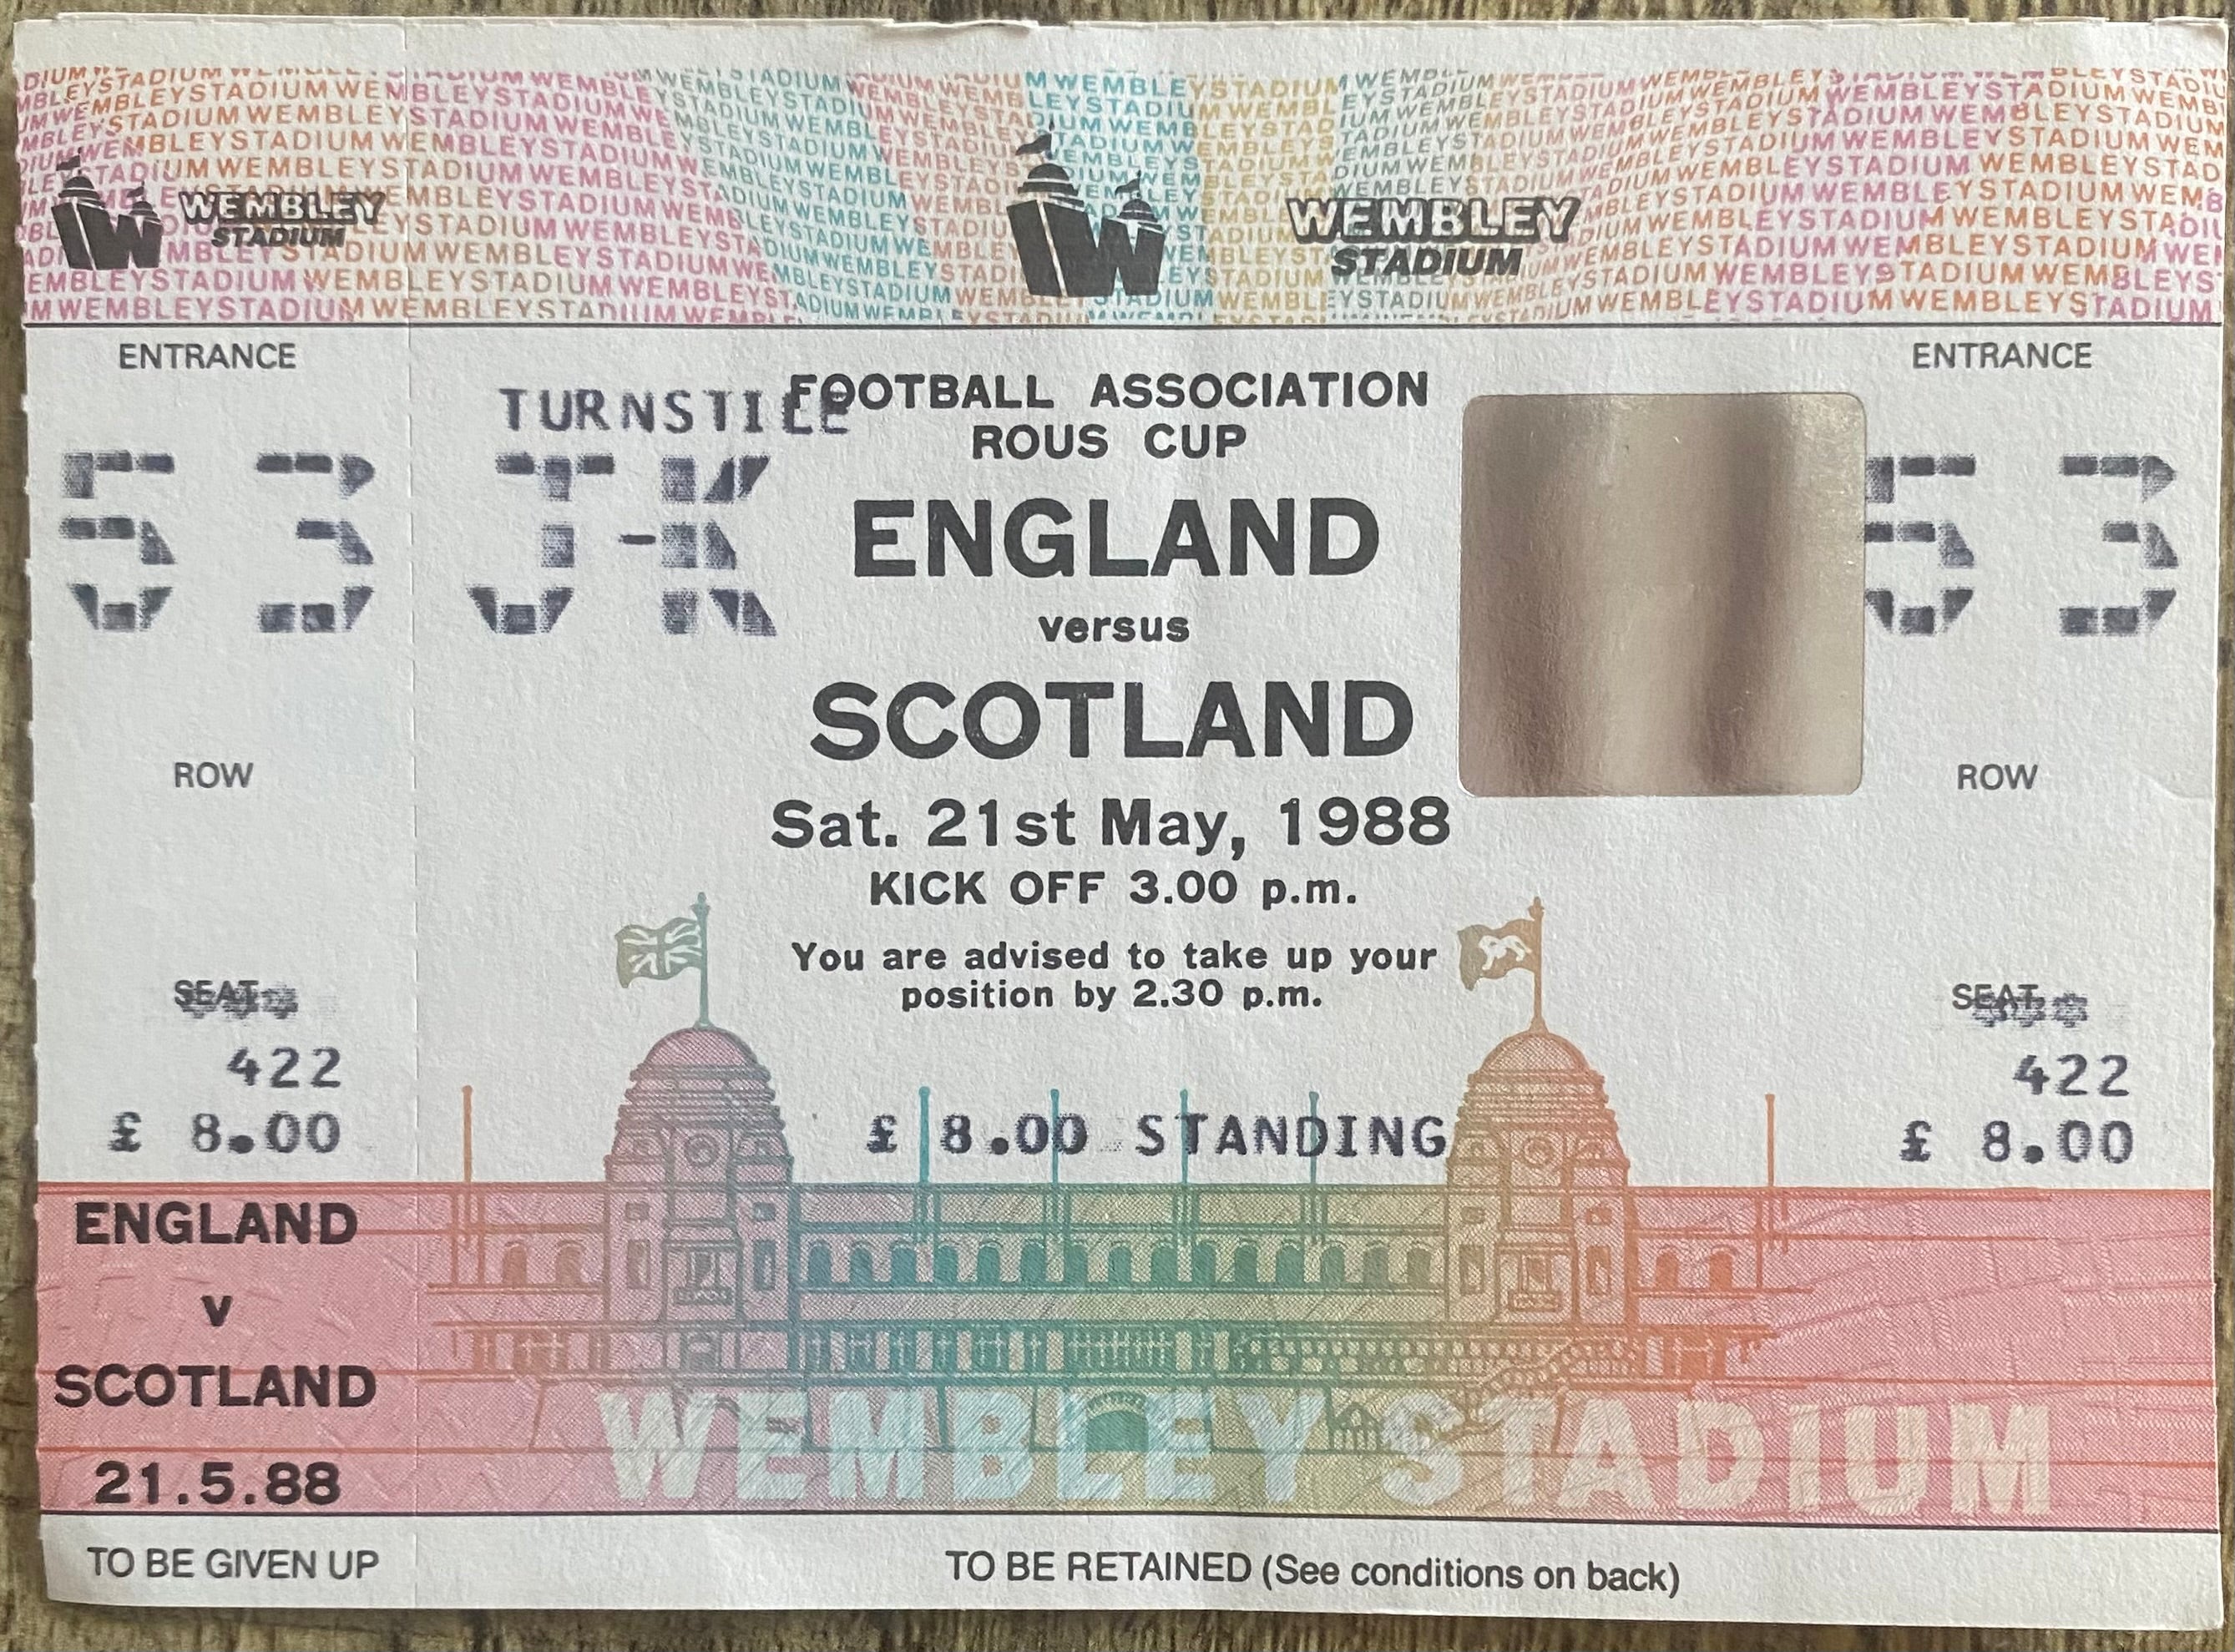 WEMBLEY
STADIUM
WEMBLEY
STADIUM
ENTRANCE
53
ROW
SEAT
422
£ 8.00
ENGLAND
v
SCOTLAND
21.5.88
TO BE GIVEN UP
TURNSTILE
J-K
FOOTBALL ASSOCIATION
ROUS CUP
ENGLAND
versus
SCOTLAND
Sat. 21st May, 1988
KICK OFF 3.00 p.m.
You are advised to take up your
position by 2.30 p.m.
£ 8.00 STANDING
WEMBLEY STADIUM
TO BE RETAINED (See conditions on back)
ENTRANCE
53
ROW
SEAT
422
£ 8.00